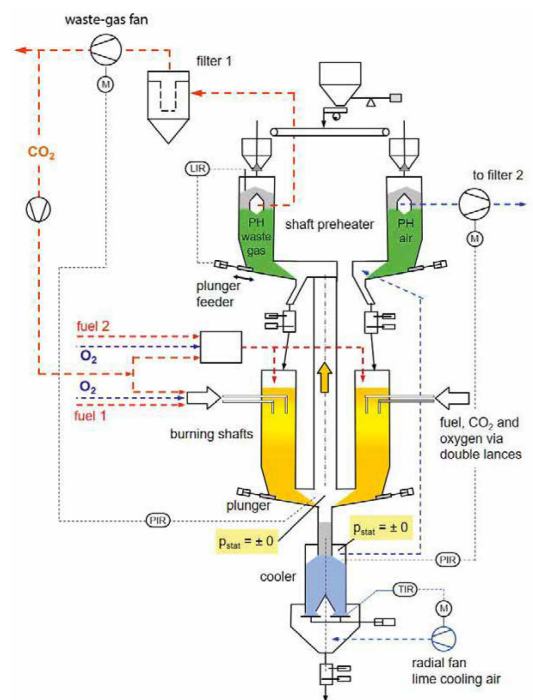 waste-gas fan
filter 1
M
CO₂
LIR
to filter 2
PH
waste
gas
shaft preheater
PH
air
M
plunger
feeder
fuel 2
O₂
O₂
fuel 1
burning shafts
fuel, CO₂ and
oxygen via
double lances
plunger
PIR
pstat = ± 0
pstat = ± 0
PIR
cooler
TIR
M
radial fan
lime cooling air